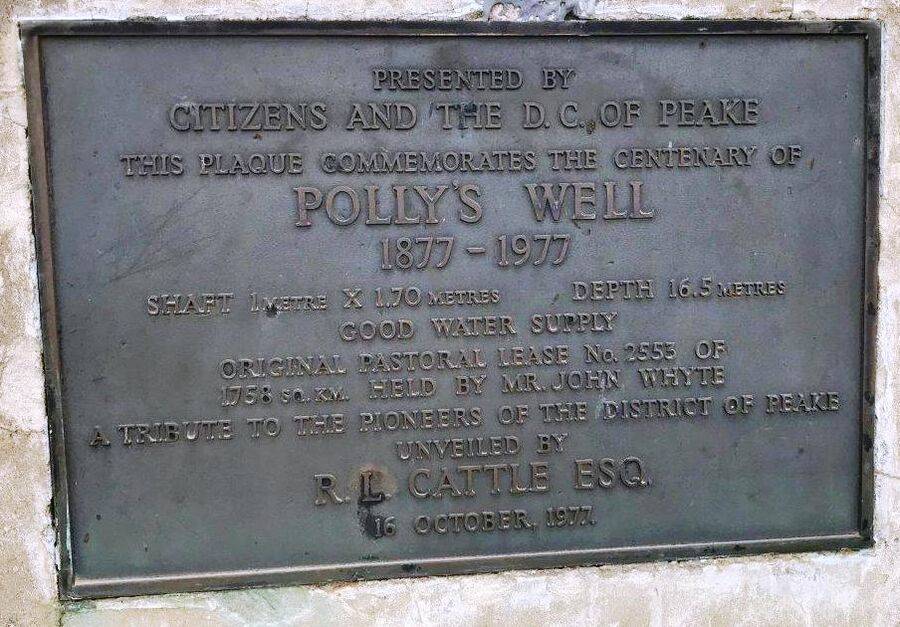 PRESENTED BY
CITIZENS AND THE D.C. OF PEAKE
THIS PLAQUE COMMEMORATES THE CENTENARY OF
POLLY'S WELL
1877 - 1977
SHAFT 1 METRE X 1.70 METRES DEPTH 16.5 METRES
GOOD WATER SUPPLY
ORIGINAL PASTORAL LEASE No. 2553 OF
1758 SQ. KM. HELD BY MR. JOHN WHYTE
A TRIBUTE TO THE PIONEERS OF THE DISTRICT OF PEAKE
UNVEILED BY
R. L. CATTLE ESQ.
16 OCTOBER, 1977.